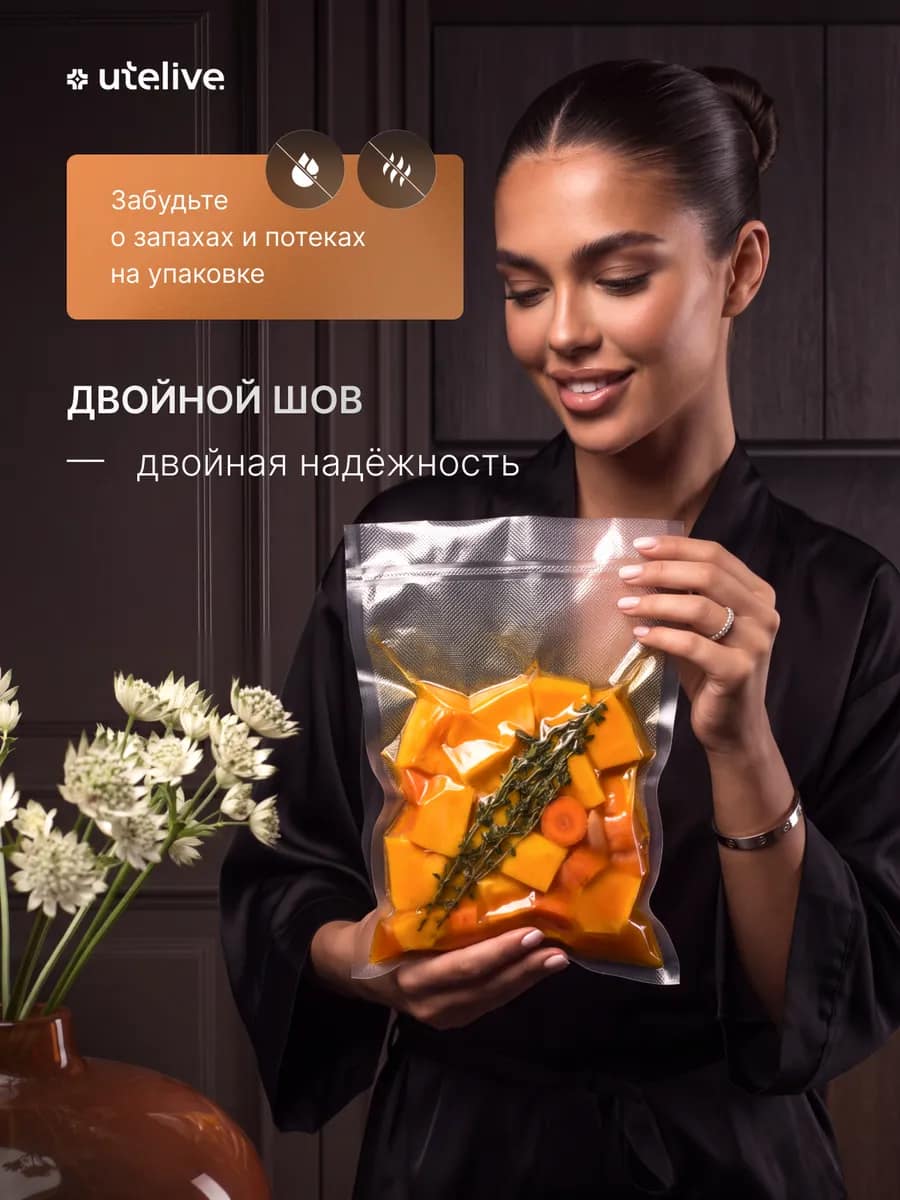 utelive
Забудьте
о запахах и потеках
на упаковке
ДВОЙНОЙ ШОВ
— двойная надёжность